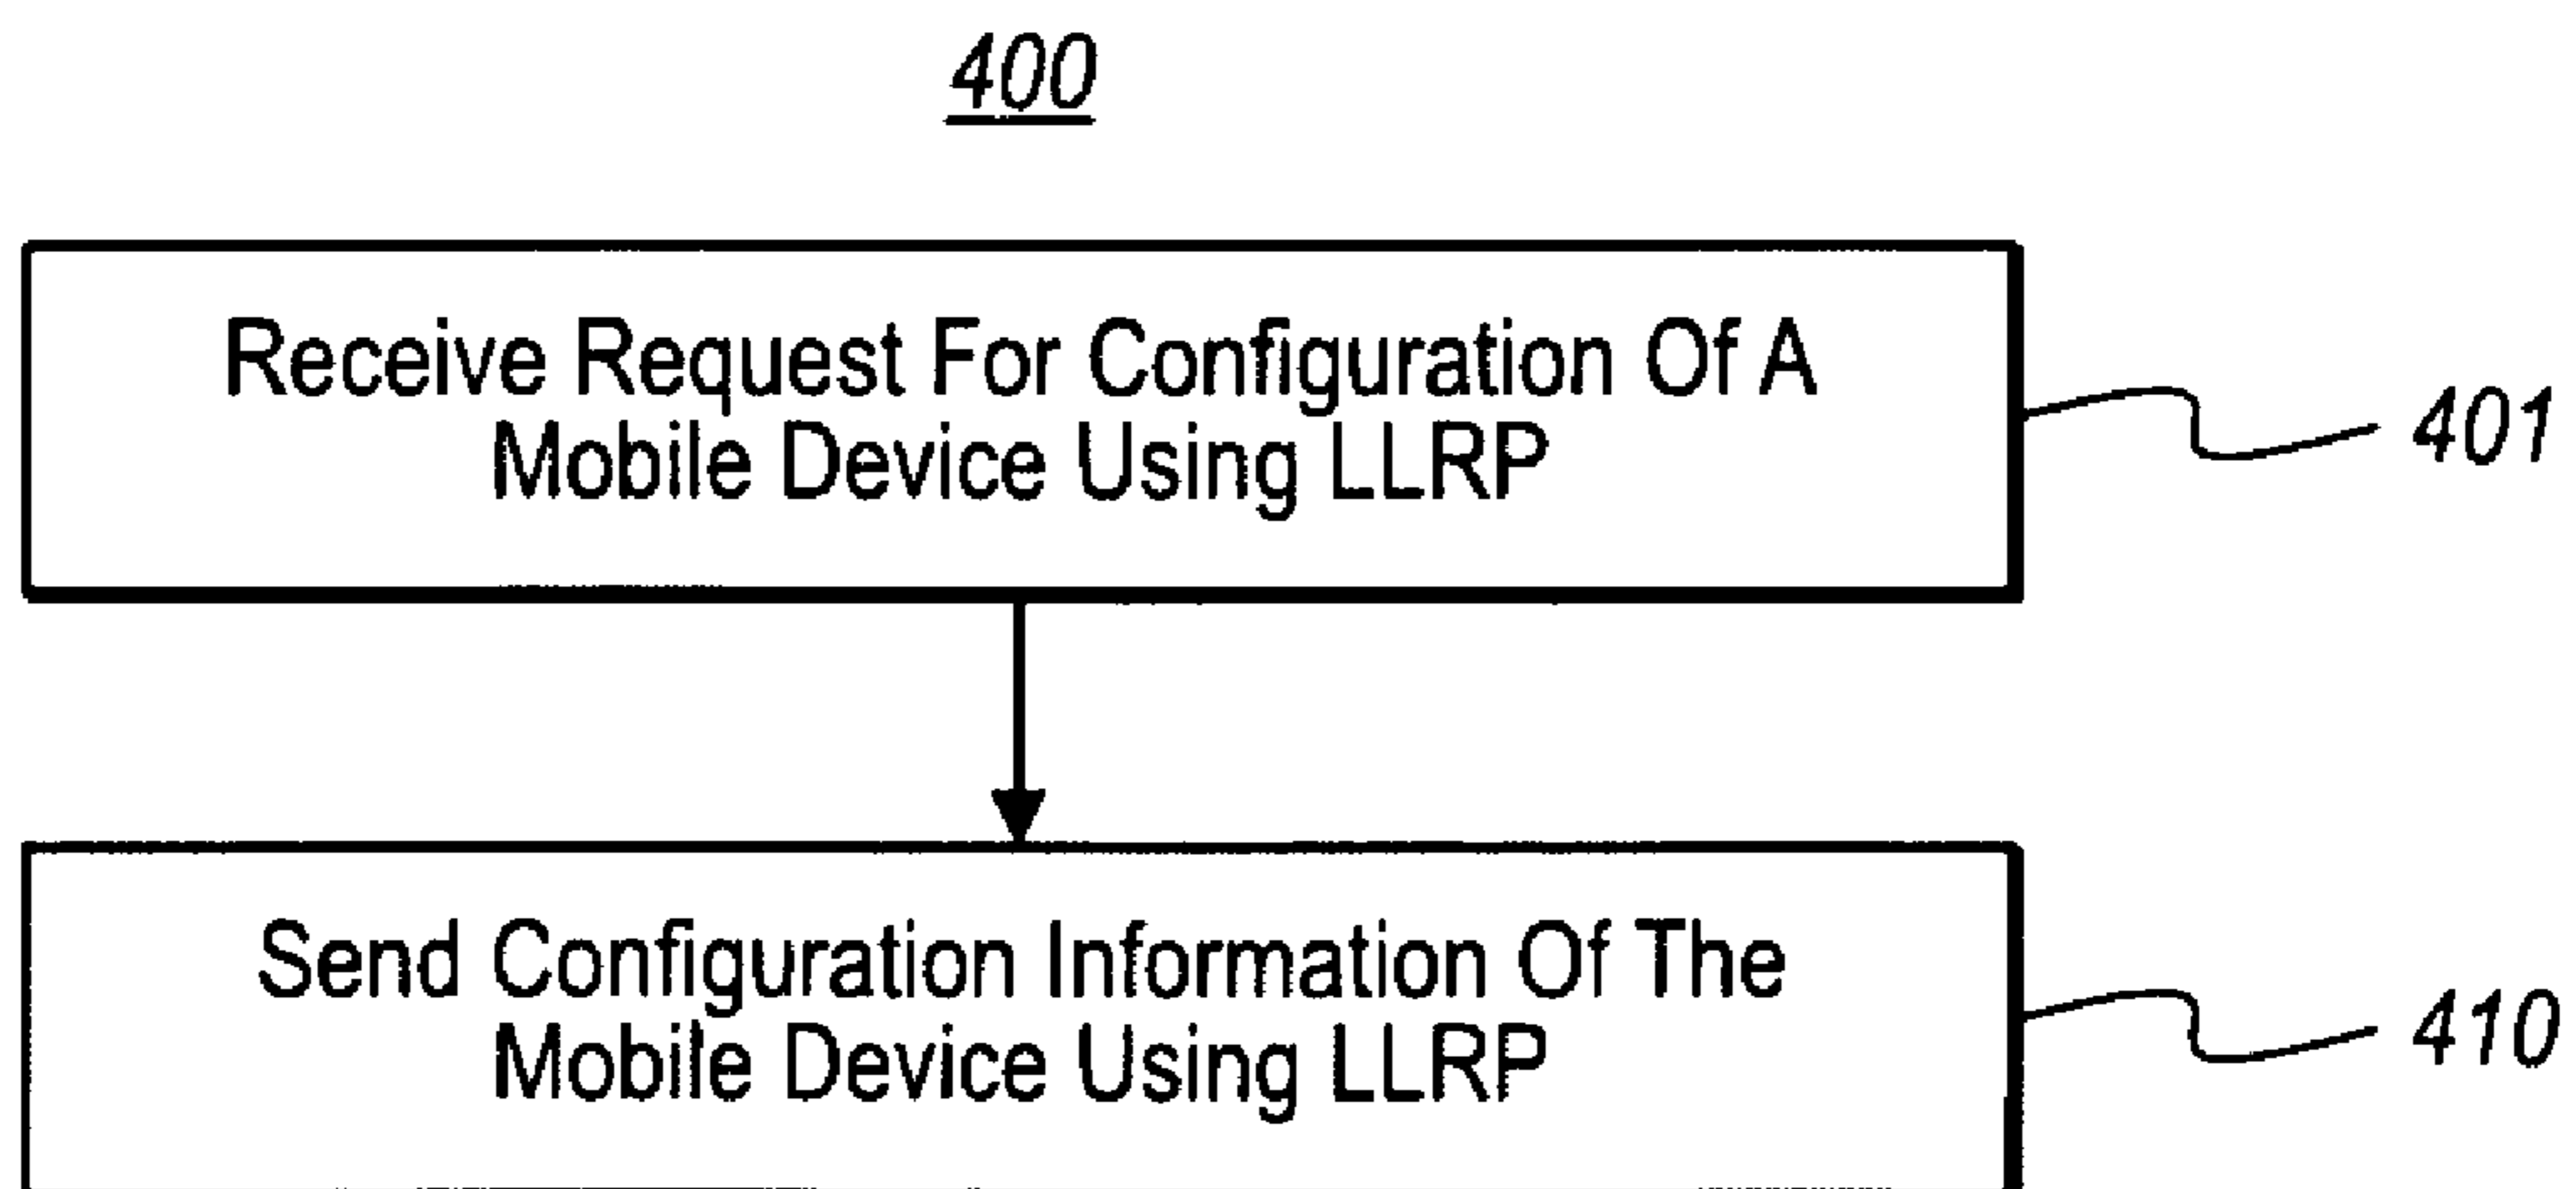 400
Receive Request For Configuration Of A
Mobile Device Using LLRP
401
Send Configuration Information Of The
Mobile Device Using LLRP
410